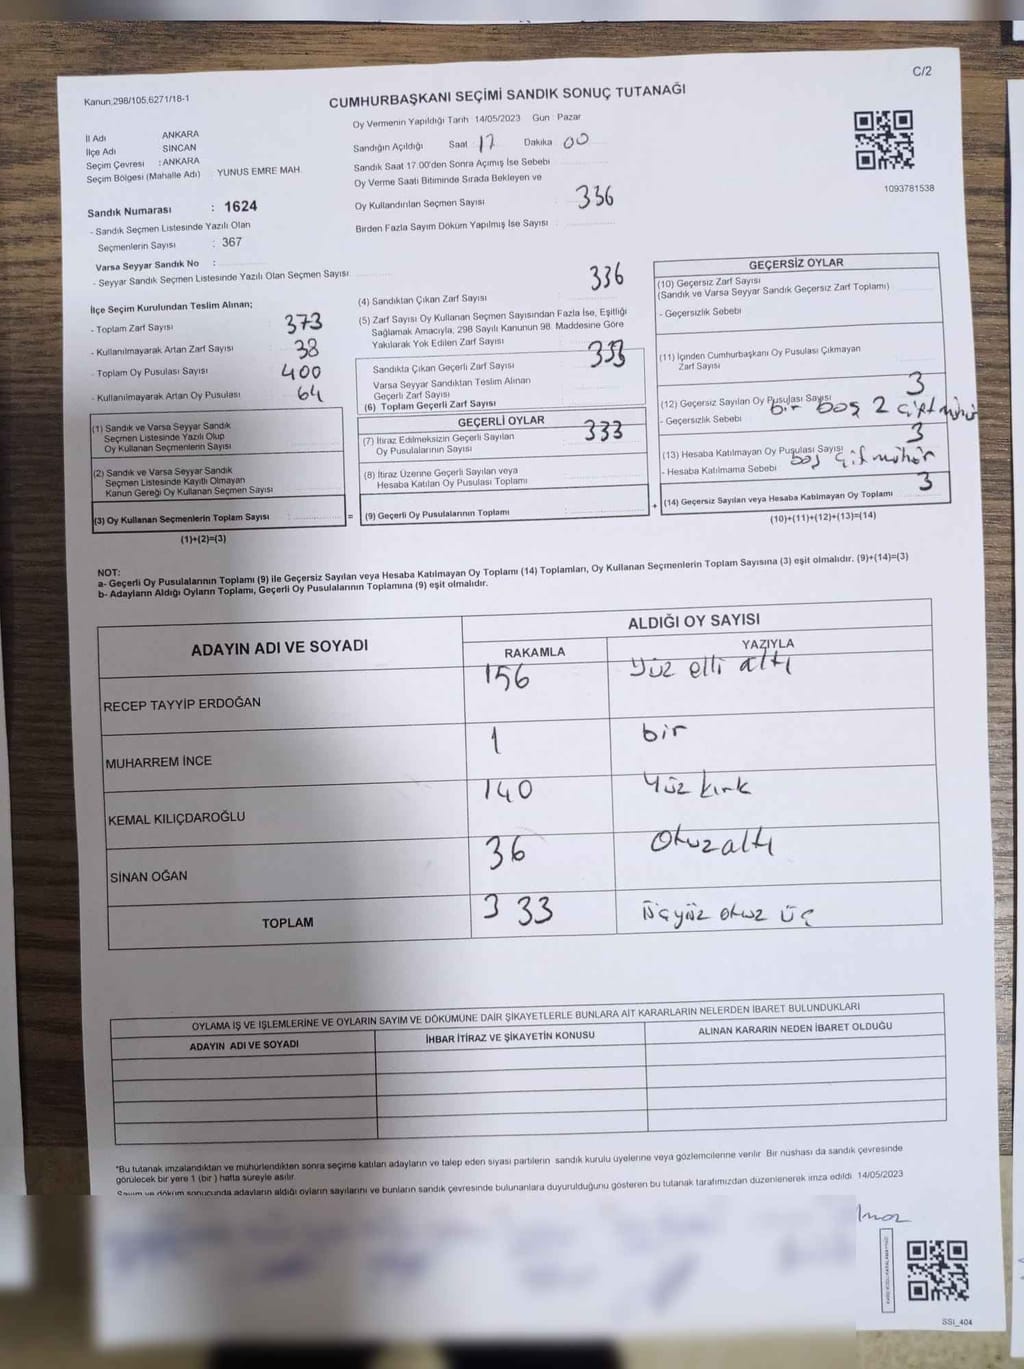 C/2
Kanun.298/105,6271/18-1
CUMHURBAŞKANI SEÇİMİ SANDIK SONUÇ TUTANAĞI
İl Adı ANKARA
İlçe Adı SİNCAN
Seçim Çevresi : ANKARA
Seçim Bölgesi (Mahalle Adı) YUNUS EMRE MAH.
Sandık Numarası : 1624
- Sandık Seçmen Listesinde Yazılı Olan
Seçmenlerin Sayısı : 367
Varsa Seyyar Sandık No :
- Seyyar Sandık Seçmen Listesinde Yazılı Olan Seçmen Sayısı
Oy Vermenin Yapıldığı Tarih 14/05/2023 Gün : Pazar
Sandığın Açıldığı Saat 17 Dakika 00
Sandık Saat 17.00'den Sonra Açımış İse Sebebi
Oy Verme Saati Bitiminde Sırada Bekleyen ve
Oy Kullandırılan Seçmen Sayısı 336
Birden Fazla Sayım Döküm Yapılmış İse Sayısı
1093781538
İlçe Seçim Kurulundan Teslim Alınan;
- Toplam Zarf Sayısı 373
- Kullanılmayarak Artan Zarf Sayısı 38
- Toplam Oy Pusulası Sayısı 400
- Kullanılmayarak Artan Oy Pusulası 64
(1) Sandık ve Varsa Seyyar Sandık
Seçmen Listesinde Yazılı Olup
Oy Kullanan Seçmenlerin Sayısı
(2) Sandık ve Varsa Seyyar Sandık
Seçmen Listesinde Kayıtlı Olmayan
Kanun Gereği Oy Kullanan Seçmen Sayısı
(3) Oy Kullanan Seçmenlerin Toplam Sayısı
(1)+(2)=(3)
(4) Sandıktan Çıkan Zarf Sayısı 336
(5) Zarf Sayısı Oy Kullanan Seçmen Sayısından Fazla İse, Eşitliği
Sağlamak Amacıyla, 298 Sayılı Kanunun 98. Maddesine Göre
Yakılarak Yok Edilen Zarf Sayısı
Sandıkta Çıkan Geçerli Zarf Sayısı 333
Varsa Seyyar Sandıktan Teslim Alınan
Geçerli Zarf Sayısı
(6) Toplam Geçerli Zarf Sayısı
GEÇERLİ OYLAR
(7) İtiraz Edilmeksizin Geçerli Sayılan
Oy Pusulalarının Sayısı 333
(8) İtiraz Üzerine Geçerli Sayılan veya
Hesaba Katılan Oy Pusulası Toplamı
= (9) Geçerli Oy Pusulalarının Toplamı
GEÇERSİZ OYLAR
(10) Geçersiz Zarf Sayısı
(Sandık ve Varsa Seyyar Sandık Geçersiz Zarf Toplamı)
- Geçersizlik Sebebi
(11) İçinden Cumhurbaşkanı Oy Pusulası Çıkmayan
Zarf Sayısı
(12) Geçersiz Sayılan Oy Pusulası Sayısı 3
- Geçersizlik Sebebi bir boş 2 çift mühür
(13) Hesaba Katılmayan Oy Pusulası Sayısı 3
- Hesaba Katılmama Sebebi boş çif mühür
+ (14) Geçersiz Sayılan veya Hesaba Katılmayan Oy Toplamı 3
(10)+(11)+(12)+(13)=(14)
NOT:
a- Geçerli Oy Pusulalarının Toplamı (9) ile Geçersiz Sayılan veya Hesaba Katılmayan Oy Toplamı (14) Toplamları, Oy Kullanan Seçmenlerin Toplam Sayısına (3) eşit olmalıdır. (9)+(14)=(3)
b- Adayların Aldığı Oyların Toplamı, Geçerli Oy Pusulalarının Toplamına (9) eşit olmalıdır.
ADAYIN ADI VE SOYADI ALDIĞI OY SAYISI
RAKAMLA YAZIYLA
RECEP TAYYİP ERDOĞAN 156 yüz elli altı
MUHARREM İNCE 1 bir
KEMAL KILIÇDAROĞLU 140 Yüz kırk
SİNAN OĞAN 36 otuzaltı
TOPLAM 333 üçyüz otuz üç
OYLAMA İŞ VE İŞLEMLERİNE VE OYLARIN SAYIM VE DÖKÜMÜNE DAİR ŞİKAYETLERLE BUNLARA AİT KARARLARIN NELERDEN İBARET BULUNDUKLARI
ADAYIN ADI VE SOYADI İHBAR İTİRAZ VE ŞİKAYETİN KONUSU ALINAN KARARIN NEDEN İBARET OLDUĞU
"Bu tutanak imzalandıktan ve mühürlendikten sonra seçime katılan adayların ve talep eden siyasi partilerin sandık kurulu üyelerine veya gözlemcilerine verilir. Bir nüshası da sandık çevresinde
görülecek bir yere 1 (bir) hafta süreyle asılır.
Sayım ve döküm sonucunda adayların aldığı oyların sayılarını ve bunların sandık çevresinde bulunanlara duyurulduğunu gösteren bu tutanak tarafımızdan düzenlenerek imza edildi. 14/05/2023
SSI_404